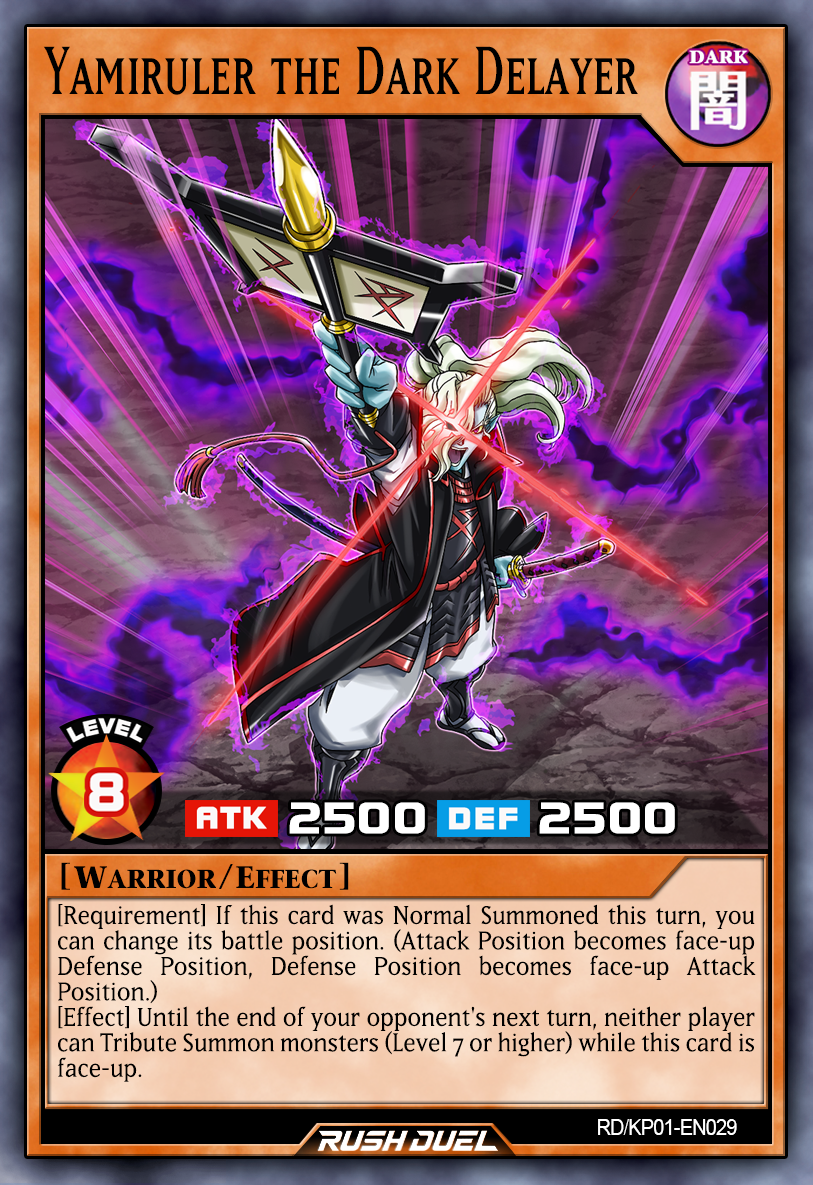 Yamiruler the Dark Delayer
DARK
闇
LEVEL
8
ATK 2500 DEF 2500
[Warrior/Effect]
[Requirement] If this card was Normal Summoned this turn, you
can change its battle position. (Attack Position becomes face-up
Defense Position, Defense Position becomes face-up Attack
Position.)
[Effect] Until the end of your opponent's next turn, neither player
can Tribute Summon monsters (Level 7 or higher) while this card is
face-up.
RD/KP01-EN029
RUSH DUEL